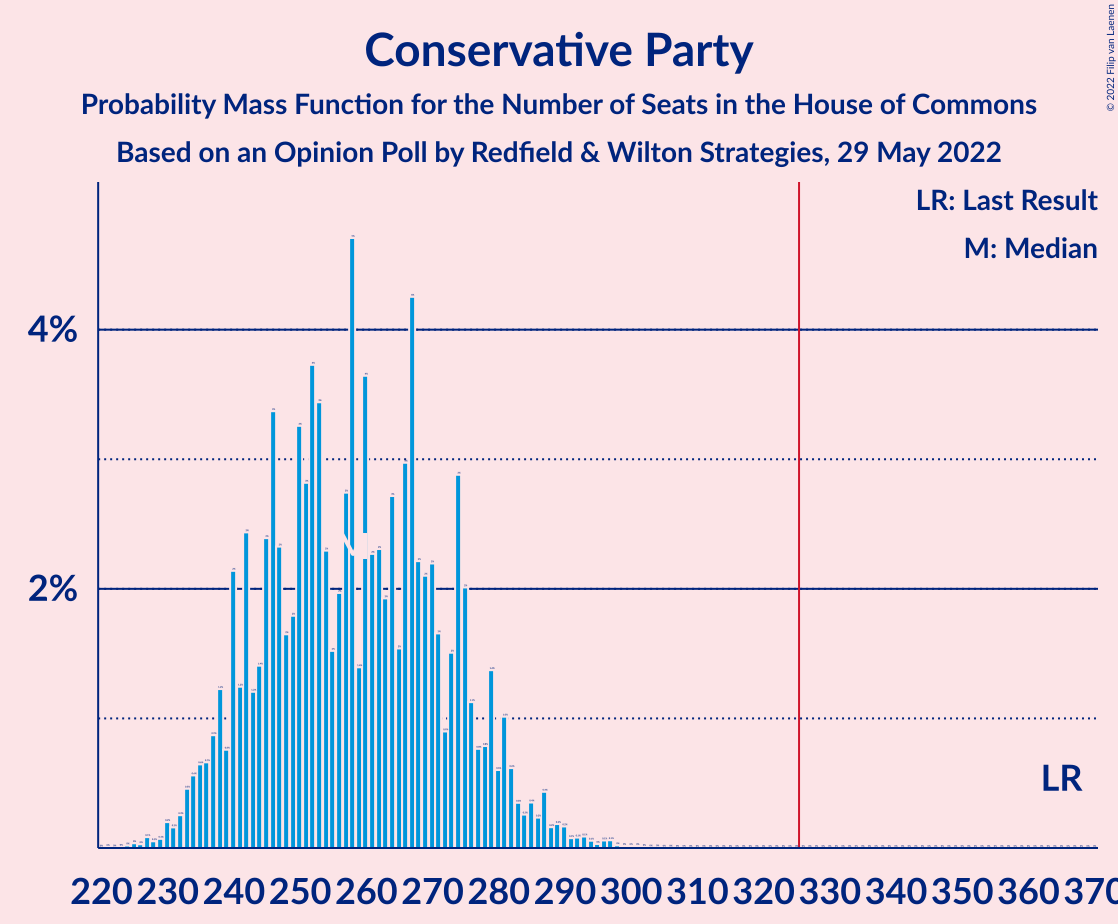 Conservative Party
Probability Mass Function for the Number of Seats in the House of Commons
Based on an Opinion Poll by Redfield & Wilton Strategies, 29 May 2022
© 2022 Filip van Laenen
LR: Last Result
M: Median
4%
2%
M
LR
220 230 240 250 260 270 280 290 300 310 320 330 340 350 360 370